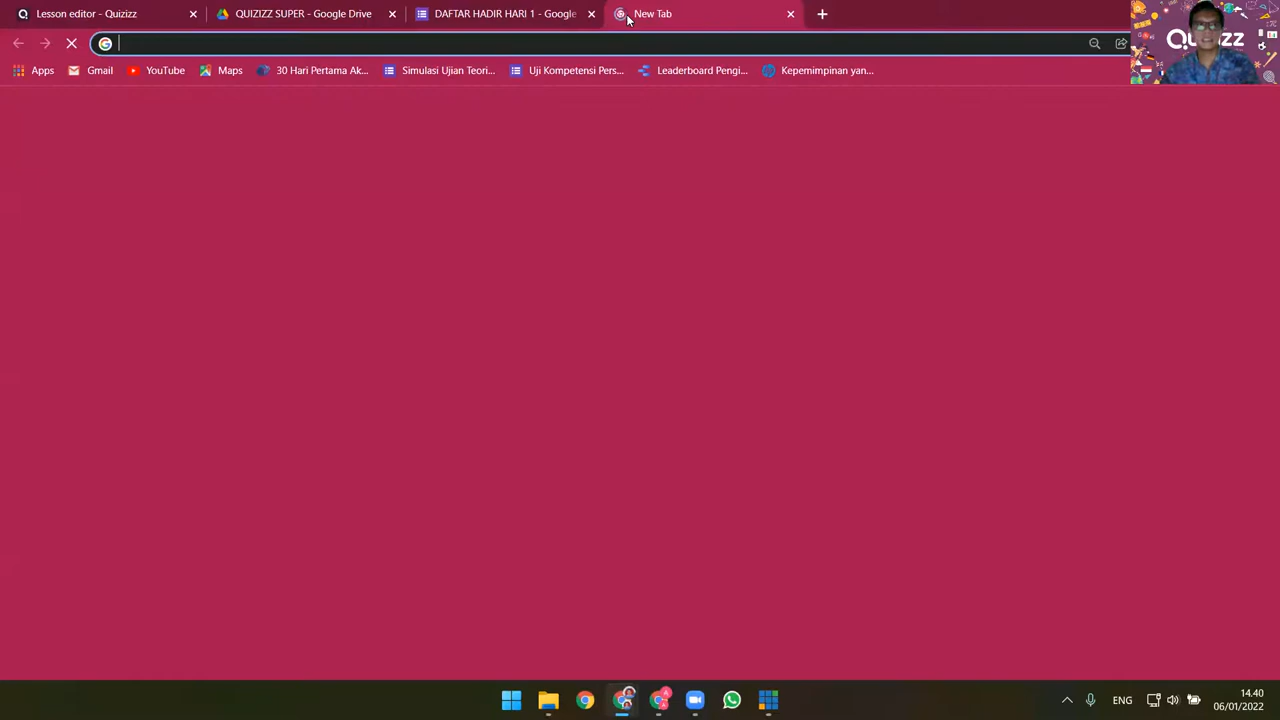 Lesson editor - Quizizz
QUIZIZZ SUPER - Google Drive
DAFTAR HADIR HARI 1 - Google
New Tab
Quizizz
Apps
Gmail
YouTube
Maps
30 Hari Pertama Ak...
Simulasi Ujian Teori...
Uji Kompetensi Pers...
Leaderboard Pengi...
Kepemimpinan yan...
ENG
14.40
06/01/2022